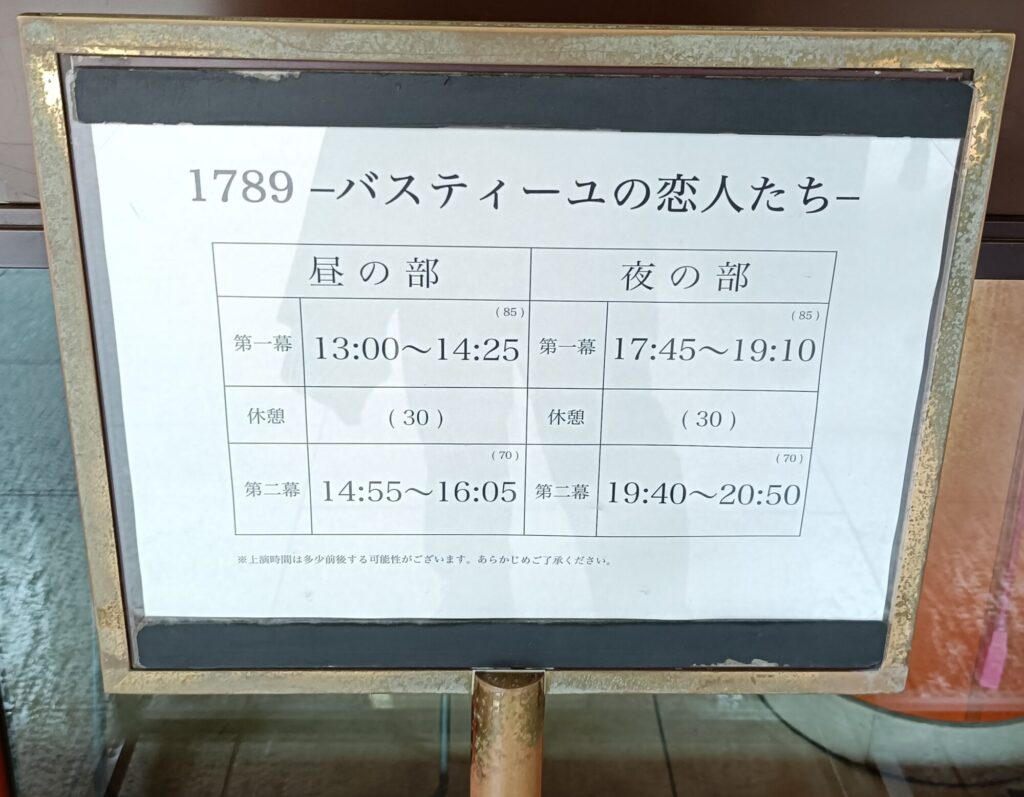 1789 –バスティーユの恋人たち–
昼の部 夜の部
(85) (85)
第一幕 13:00〜14:25 第一幕 17:45〜19:10
休憩 (30) 休憩 (30)
(70) (70)
第二幕 14:55〜16:05 第二幕 19:40〜20:50
※上演時間は多少前後する可能性がございます。あらかじめご了承ください。